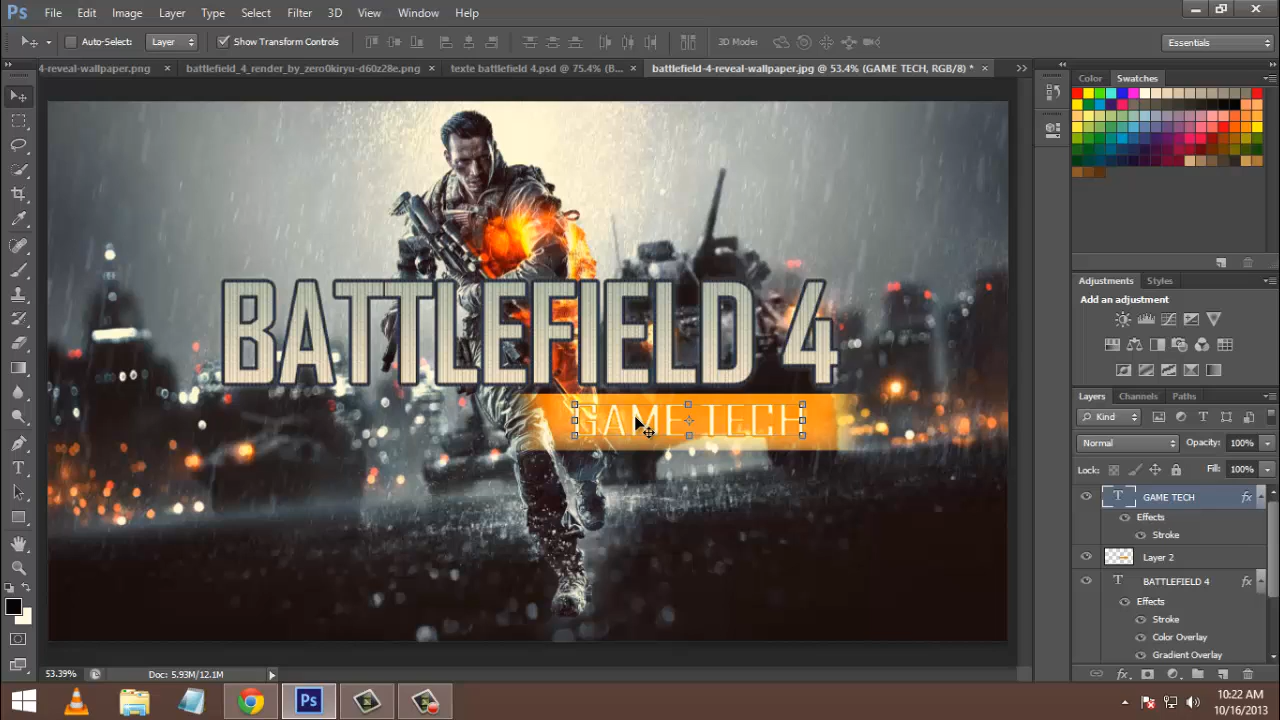 Ps File Edit Image Layer Type Select Filter 3D View Window Help
Auto-Select: Layer Show Transform Controls 3D Mode: Essentials
4-reveal-wallpaper.png × battlefield_4_render_by_zero0kiryu-d60z28e.png × texte battlefield 4.psd @ 75.4% (B... × battlefield-4-reveal-wallpaper.jpg @ 53.4% (GAME TECH, RGB/8) * ×
Color Swatches
BATTLEFIELD 4
GAME TECH
Adjustments Styles
Add an adjustment
Layers Channels Paths
Kind
Normal Opacity: 100%
Lock: Fill: 100%
T GAME TECH fx
Effects
Stroke
Layer 2
T BATTLEFIELD 4 fx
Effects
Stroke
Color Overlay
Gradient Overlay
53.39% Doc: 5.93M/12.1M
Ps
10:22 AM
10/16/2013